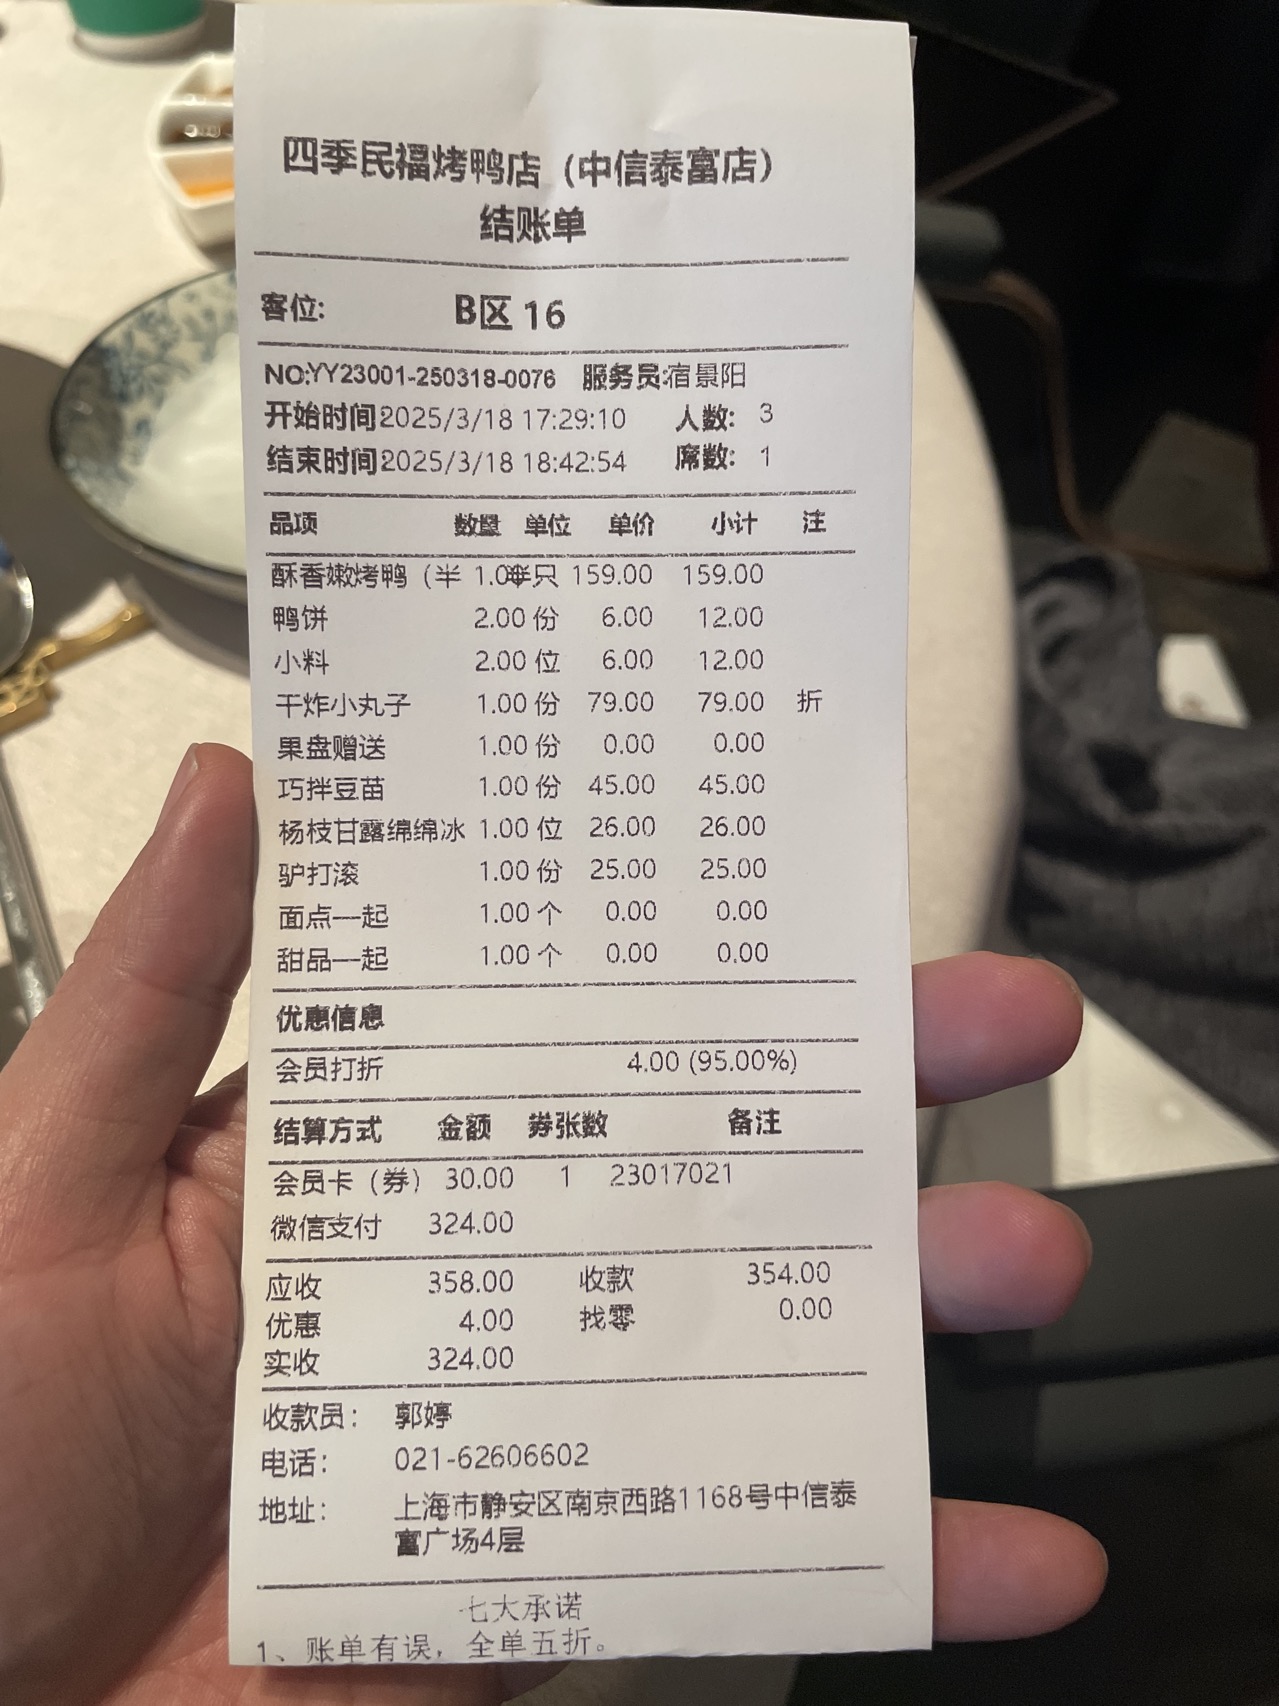 四季民福烤鸭店（中信泰富店）
结账单
客位: B区 16
NO:YY23001-250318-0076 服务员:宿景阳
开始时间2025/3/18 17:29:10 人数: 3
结束时间2025/3/18 18:42:54 席数: 1
品项 数量 单位 单价 小计 注
酥香嫩烤鸭（半 1.00半只 159.00 159.00
鸭饼 2.00 份 6.00 12.00
小料 2.00 位 6.00 12.00
干炸小丸子 1.00 份 79.00 79.00 折
果盘赠送 1.00 份 0.00 0.00
巧拌豆苗 1.00 份 45.00 45.00
杨枝甘露绵绵冰 1.00 位 26.00 26.00
驴打滚 1.00 份 25.00 25.00
面点一起 1.00 个 0.00 0.00
甜品一起 1.00 个 0.00 0.00
优惠信息
会员打折 4.00 (95.00%)
结算方式 金额 券张数 备注
会员卡（券） 30.00 1 23017021
微信支付 324.00
应收 358.00 收款 354.00
优惠 4.00 找零 0.00
实收 324.00
收款员: 郭婷
电话: 021-62606602
地址: 上海市静安区南京西路1168号中信泰
富广场4层
七大承诺
1、账单有误，全单五折。